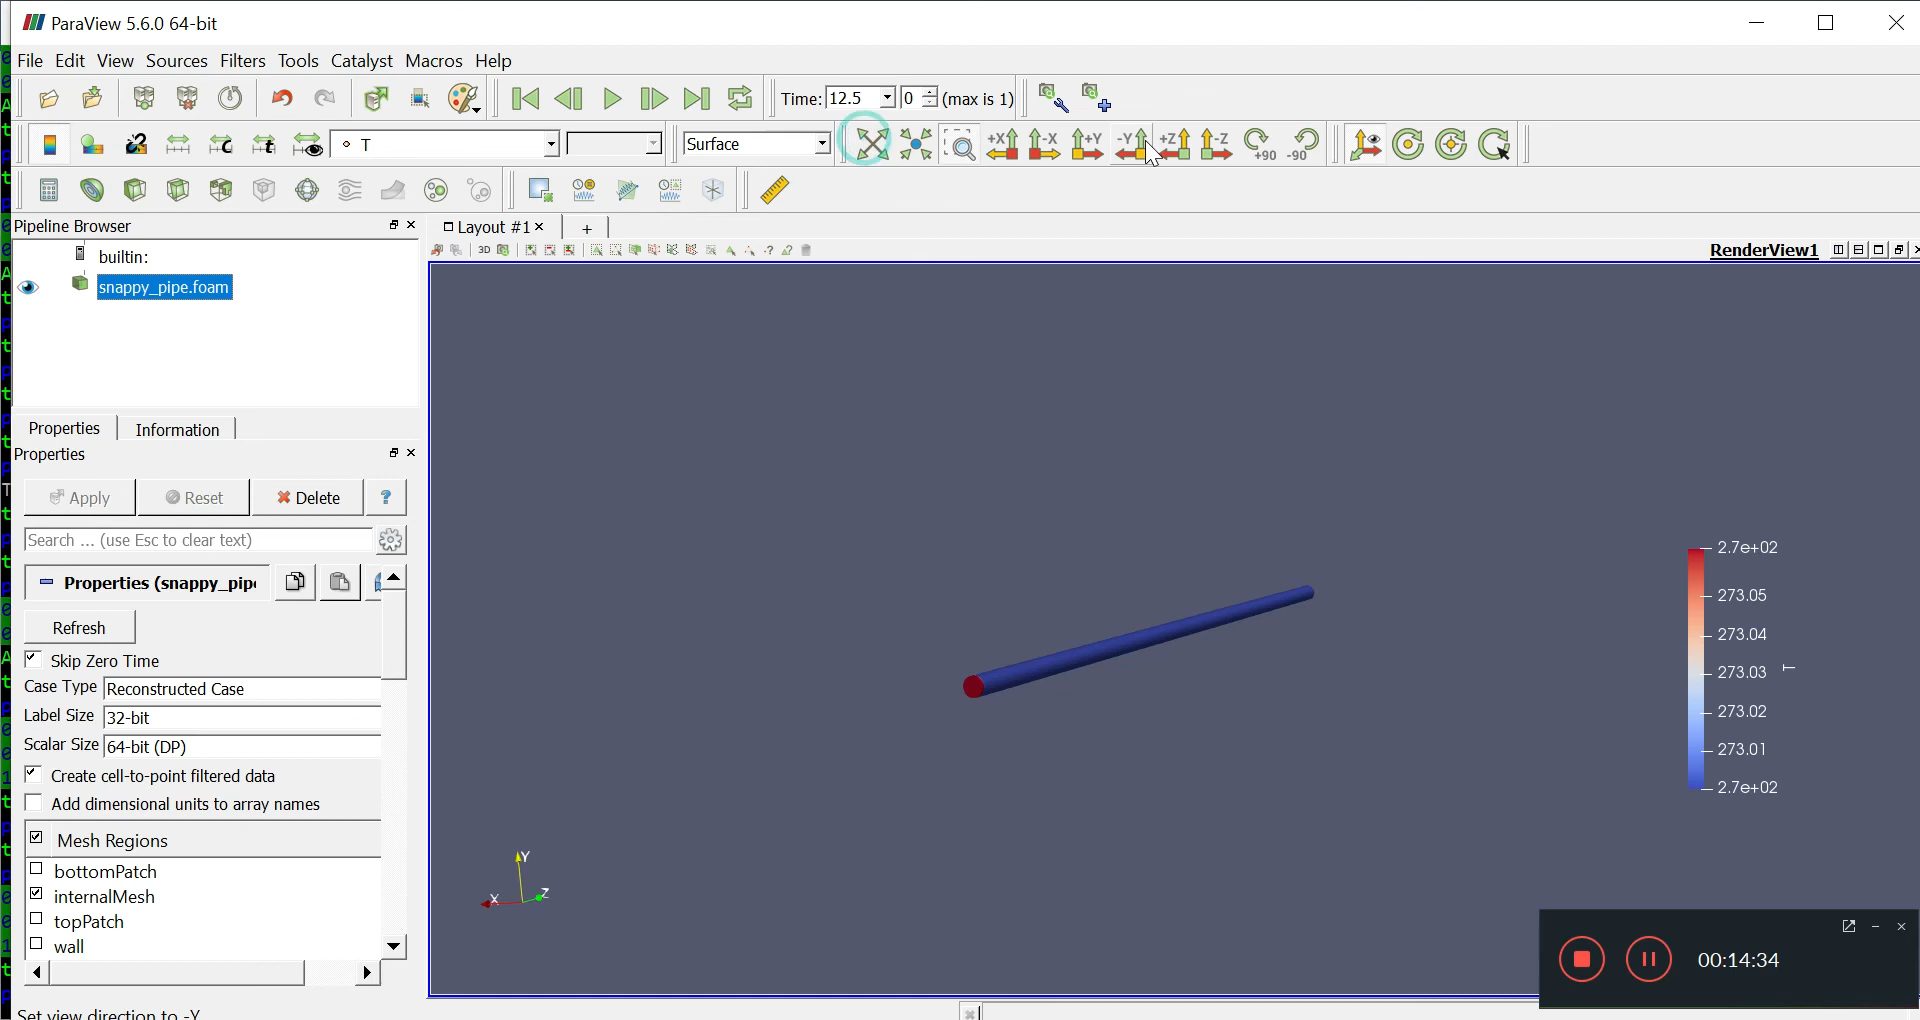 ParaView 5.6.0 64-bit
File Edit View Sources Filters Tools Catalyst Macros Help
Time: 12.5 0 (max is 1)
T Surface +X -X +Y -Y +Z -Z +90 -90
Pipeline Browser
builtin:
snappy_pipe.foam
Layout #1
3D
RenderView1
Properties Information
Properties
Apply Reset Delete ?
Search ... (use Esc to clear text)
Properties (snappy_pip
Refresh
Skip Zero Time
Case Type Reconstructed Case
Label Size 32-bit
Scalar Size 64-bit (DP)
Create cell-to-point filtered data
Add dimensional units to array names
Mesh Regions
bottomPatch
internalMesh
topPatch
wall
Set view direction to -Y
Y
X
Z
2.7e+02
273.05
273.04
273.03
273.02
273.01
2.7e+02
T
00:14:34